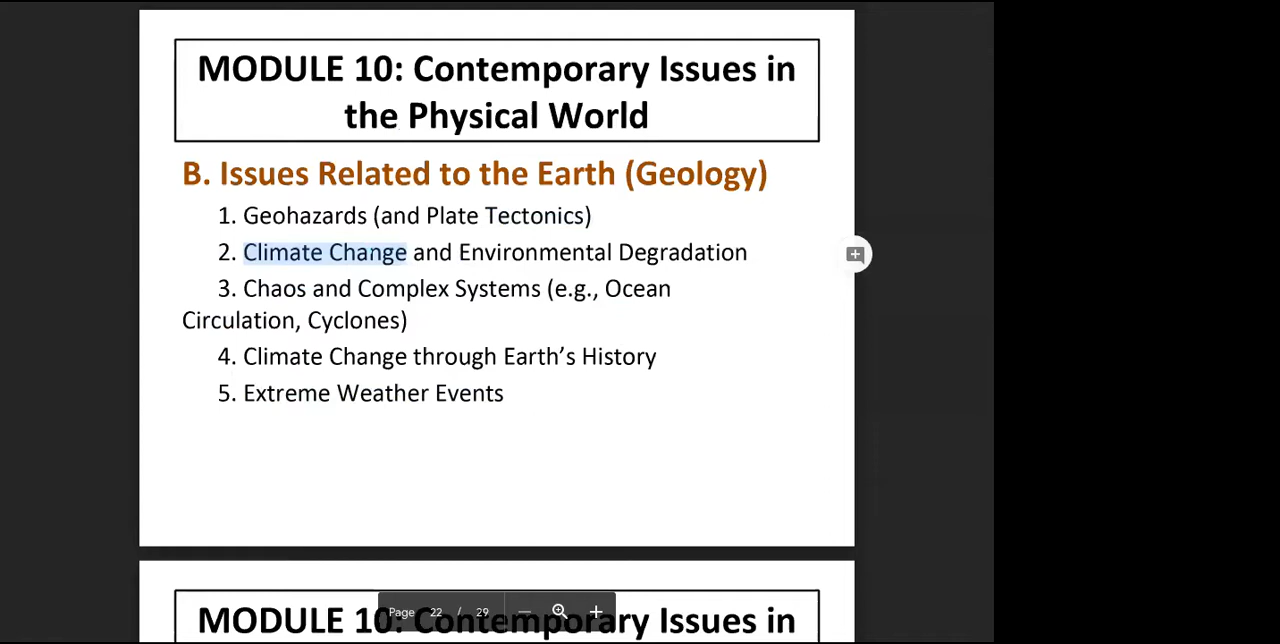 MODULE 10: Contemporary Issues in
the Physical World
B. Issues Related to the Earth (Geology)
1. Geohazards (and Plate Tectonics)
2. Climate Change and Environmental Degradation
3. Chaos and Complex Systems (e.g., Ocean
Circulation, Cyclones)
4. Climate Change through Earth’s History
5. Extreme Weather Events
Page 22 / 29
MODULE 10: Contemporary Issues in